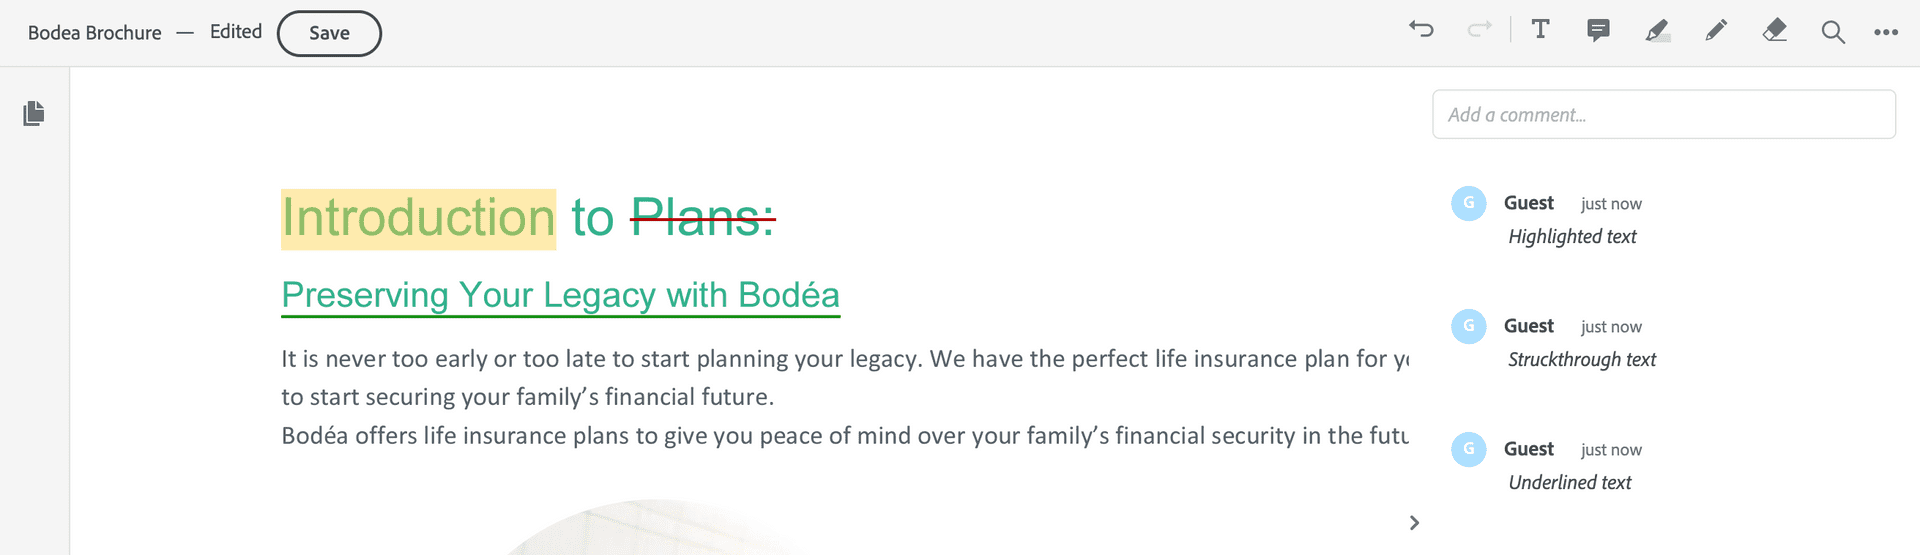 Bodea Brochure — Edited Save
T
Add a comment...
Introduction to Plans:
Preserving Your Legacy with Bodéa
It is never too early or too late to start planning your legacy. We have the perfect life insurance plan for
to start securing your family’s financial future.
Bodéa offers life insurance plans to give you peace of mind over your family’s financial security in the
G Guest just now
Highlighted text
G Guest just now
Struckthrough text
G Guest just now
Underlined text